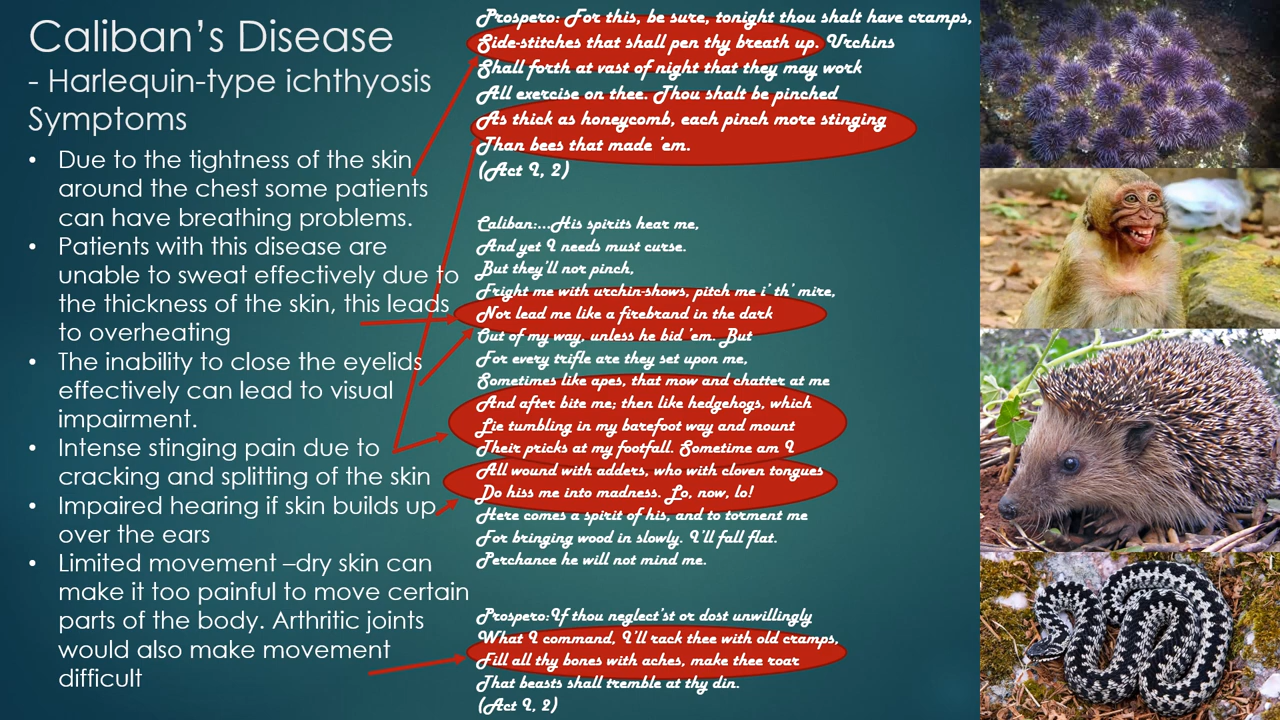 Caliban's Disease
- Harlequin-type ichthyosis
Symptoms
• Due to the tightness of the skin
around the chest some patients
can have breathing problems.
• Patients with this disease are
unable to sweat effectively due to
the thickness of the skin, this leads
to overheating
• The inability to close the eyelids
effectively can lead to visual
impairment.
• Intense stinging pain due to
cracking and splitting of the skin
• Impaired hearing if skin builds up
over the ears
• Limited movement –dry skin can
make it too painful to move certain
parts of the body. Arthritic joints
would also make movement
difficult
Prospero: For this, be sure, tonight thou shalt have cramps,
Side-stitches that shall pen thy breath up. Urchins
Shall forth at vast of night that they may work
All exercise on thee. Thou shalt be pinched
As thick as honeycomb, each pinch more stinging
Than bees that made 'em.
(Act I, 2)
Caliban:...His spirits hear me,
And yet I needs must curse.
But they'll nor pinch,
Fright me with urchin-shows, pitch me i' th' mire,
Nor lead me like a firebrand in the dark
Out of my way, unless he bid 'em. But
For every trifle are they set upon me,
Sometimes like apes, that mow and chatter at me
And after bite me; then like hedgehogs, which
Lie tumbling in my barefoot way and mount
Their pricks at my footfall. Sometime am I
All wound with adders, who with cloven tongues
Do hiss me into madness. Lo, now, lo!
Here comes a spirit of his, and to torment me
For bringing wood in slowly. I'll fall flat.
Perchance he will not mind me.
Prospero:If thou neglect'st or dost unwillingly
What I command, I'll rack thee with old cramps,
Fill all thy bones with aches, make thee roar
That beasts shall tremble at thy din.
(Act I, 2)